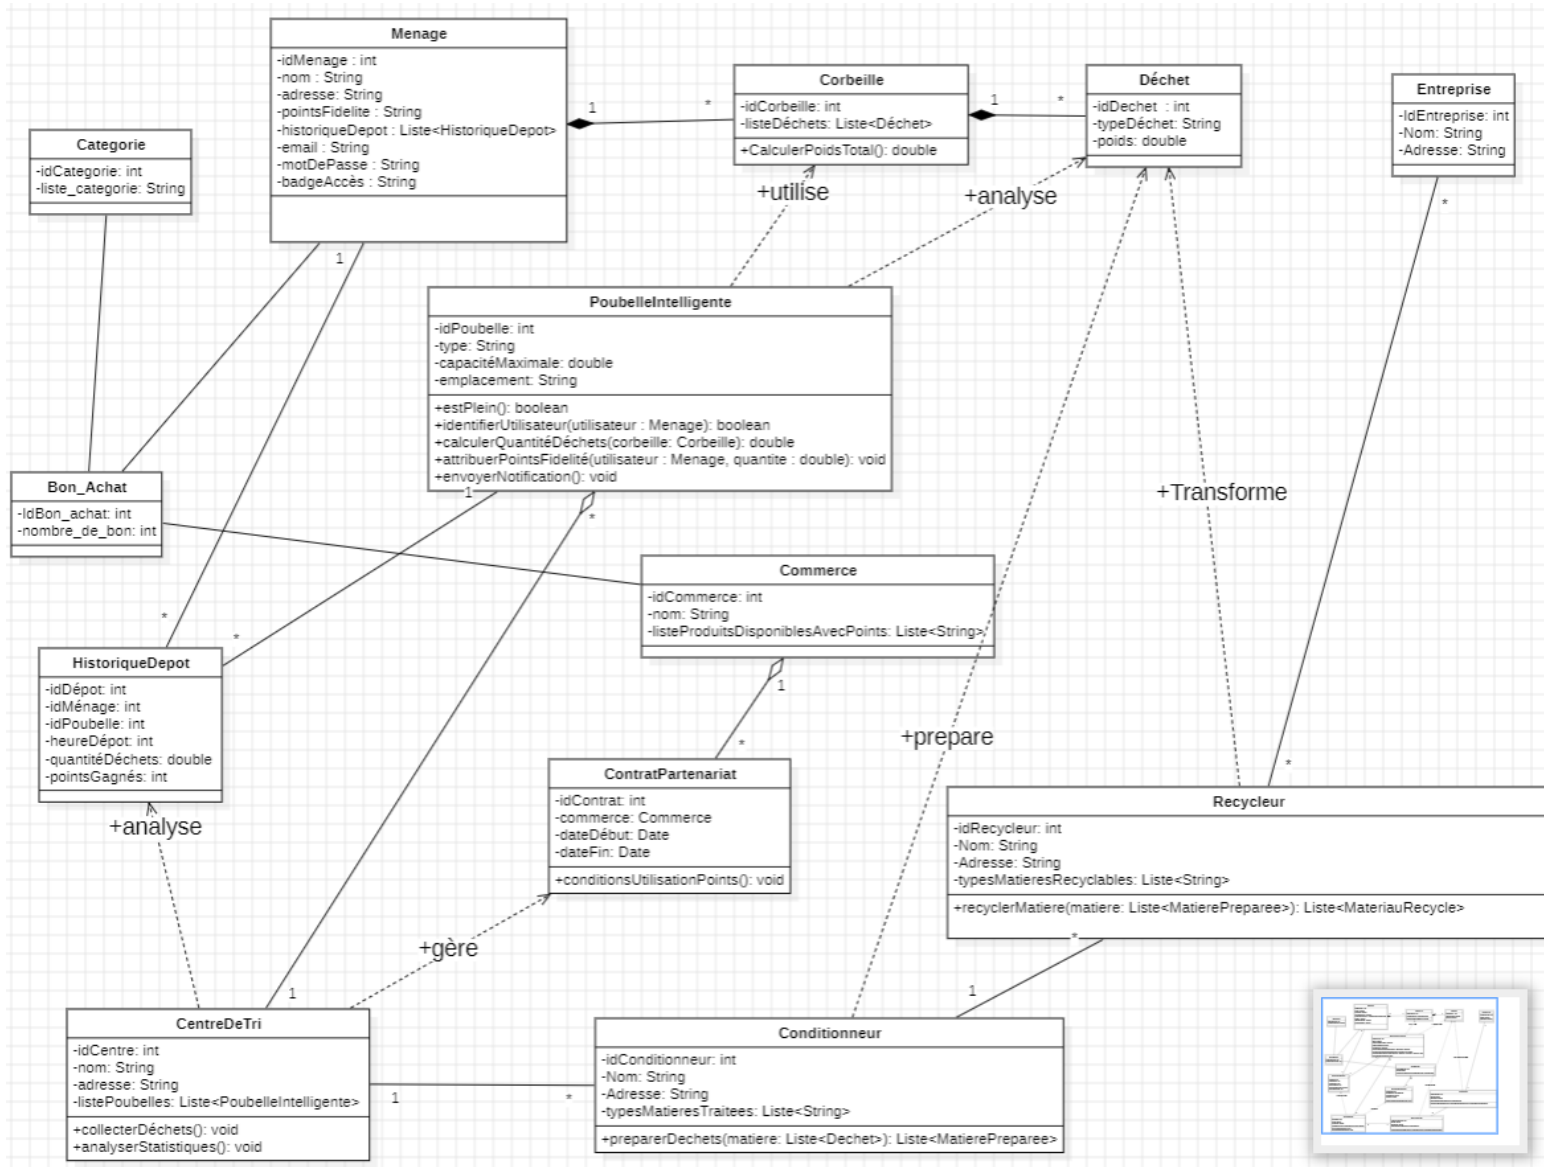 Menage
-idMenage : int
-nom : String
-adresse: String
-pointsFidelite : String
-historiqueDepot : Liste<HistoriqueDepot>
-email : String
-motDePasse : String
-badgeAccès : String
1
*
Corbeille
-idCorbeille: int
-listeDéchets: Liste<Déchet>
+CalculerPoidsTotal(): double
1
*
Déchet
-idDechet : int
-typeDéchet: String
-poids: double
Entreprise
-IdEntreprise: int
-Nom: String
-Adresse: String
*
Categorie
-idCategorie: int
-liste_categorie: String
+utilise
+analyse
1
PoubelleIntelligente
-idPoubelle: int
-type: String
-capacitéMaximale: double
-emplacement: String
+estPlein(): boolean
+identifierUtilisateur(utilisateur : Menage): boolean
+calculerQuantitéDéchets(corbeille: Corbeille): double
+attribuerPointsFidelité(utilisateur : Menage, quantite : double): void
+envoyerNotification(): void
1
*
+Transforme
Bon_Achat
-IdBon_achat: int
-nombre_de_bon: int
Commerce
-idCommerce: int
-nom: String
-listeProduitsDisponiblesAvecPoints: Liste<String>
1
*
*
*
HistoriqueDepot
-idDépot: int
-idMénage: int
-idPoubelle: int
-heureDépot: int
-quantitéDéchets: double
-pointsGagnés: int
+analyse
+prepare
ContratPartenariat
-idContrat: int
-commerce: Commerce
-dateDébut: Date
-dateFin: Date
+conditionsUtilisationPoints(): void
*
Recycleur
-idRecycleur: int
-Nom: String
-Adresse: String
-typesMatieresRecyclables: Liste<String>
+recyclerMatiere(matiere: Liste<MatierePreparee>): Liste<MateriauRecycle>
*
1
+gère
1
CentreDeTri
-idCentre: int
-nom: String
-adresse: String
-listePoubelles: Liste<PoubelleIntelligente>
+collecterDéchets(): void
+analyserStatistiques(): void
1
*
Conditionneur
-idConditionneur: int
-Nom: String
-Adresse: String
-typesMatieresTraitees: Liste<String>
+preparerDechets(matiere: Liste<Dechet>): Liste<MatierePreparee>